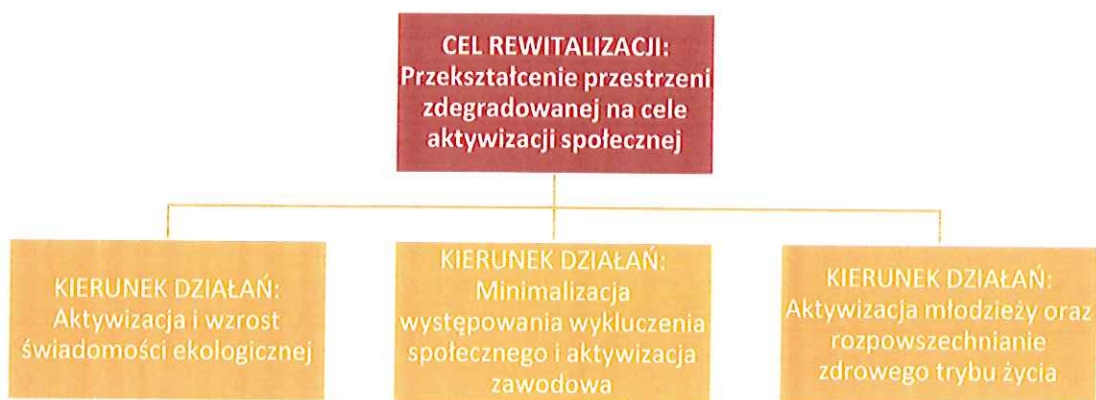 CEL REWITALIZACJI:
Przekształcenie przestrzeni
zdegradowanej na cele
aktywizacji społecznej
KIERUNEK DZIAŁAŃ:
Aktywizacja i wzrost
świadomości ekologicznej
KIERUNEK DZIAŁAŃ:
Minimalizacja
występowania wykluczenia
społecznego i aktywizacja
zawodowa
KIERUNEK DZIAŁAŃ:
Aktywizacja młodzieży oraz
rozpowszechnianie
zdrowego trybu życia